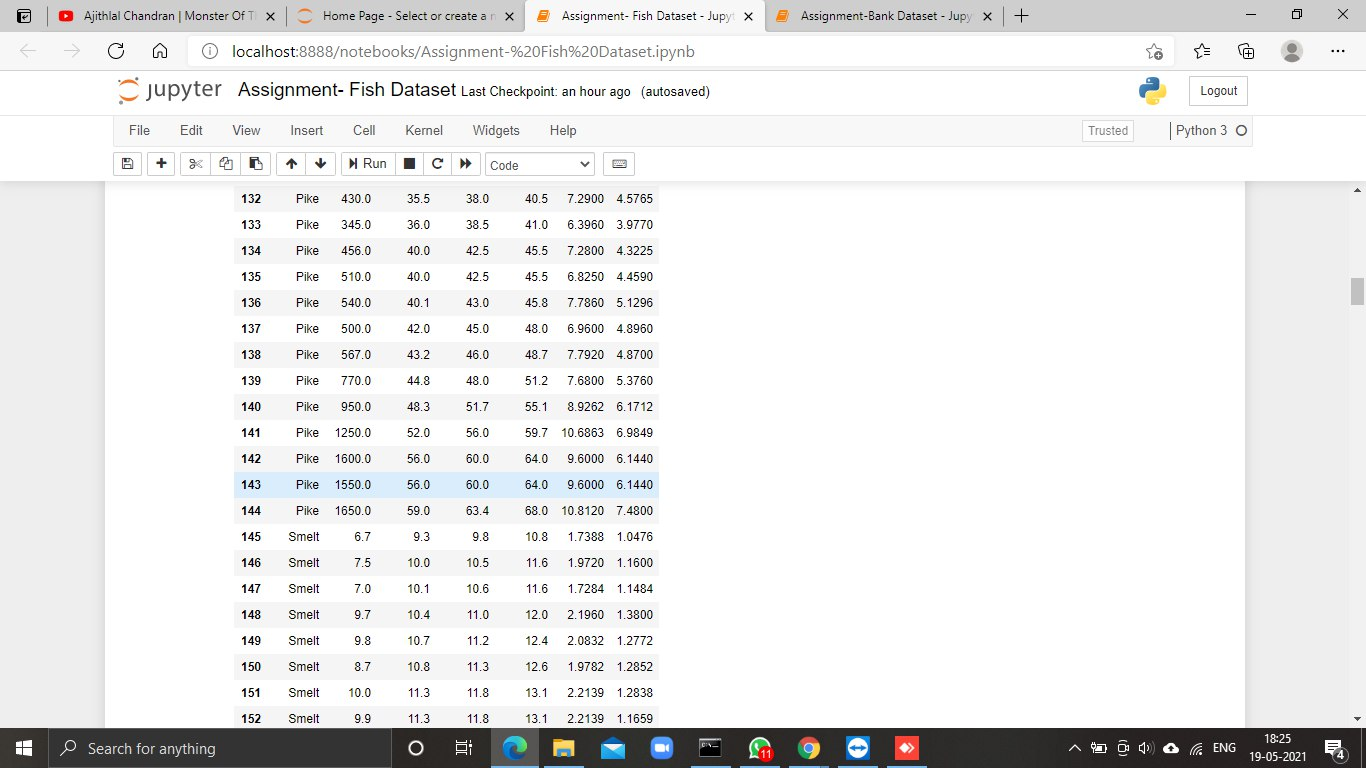 Ajithlal Chandran | Monster Of T
Home Page - Select or create a n
Assignment- Fish Dataset - Jupyt
Assignment-Bank Dataset - Jupy
localhost:8888/notebooks/Assignment-%20Fish%20Dataset.ipynb
jupyter Assignment- Fish Dataset Last Checkpoint: an hour ago (autosaved)
Logout
File Edit View Insert Cell Kernel Widgets Help
Trusted
Python 3
Run
Code
132 Pike 430.0 35.5 38.0 40.5 7.2900 4.5765
133 Pike 345.0 36.0 38.5 41.0 6.3960 3.9770
134 Pike 456.0 40.0 42.5 45.5 7.2800 4.3225
135 Pike 510.0 40.0 42.5 45.5 6.8250 4.4590
136 Pike 540.0 40.1 43.0 45.8 7.7860 5.1296
137 Pike 500.0 42.0 45.0 48.0 6.9600 4.8960
138 Pike 567.0 43.2 46.0 48.7 7.7920 4.8700
139 Pike 770.0 44.8 48.0 51.2 7.6800 5.3760
140 Pike 950.0 48.3 51.7 55.1 8.9262 6.1712
141 Pike 1250.0 52.0 56.0 59.7 10.6863 6.9849
142 Pike 1600.0 56.0 60.0 64.0 9.6000 6.1440
143 Pike 1550.0 56.0 60.0 64.0 9.6000 6.1440
144 Pike 1650.0 59.0 63.4 68.0 10.8120 7.4800
145 Smelt 6.7 9.3 9.8 10.8 1.7388 1.0476
146 Smelt 7.5 10.0 10.5 11.6 1.9720 1.1600
147 Smelt 7.0 10.1 10.6 11.6 1.7284 1.1484
148 Smelt 9.7 10.4 11.0 12.0 2.1960 1.3800
149 Smelt 9.8 10.7 11.2 12.4 2.0832 1.2772
150 Smelt 8.7 10.8 11.3 12.6 1.9782 1.2852
151 Smelt 10.0 11.3 11.8 13.1 2.2139 1.2838
152 Smelt 9.9 11.3 11.8 13.1 2.2139 1.1659
Search for anything
11
ENG
18:25
19-05-2021
4